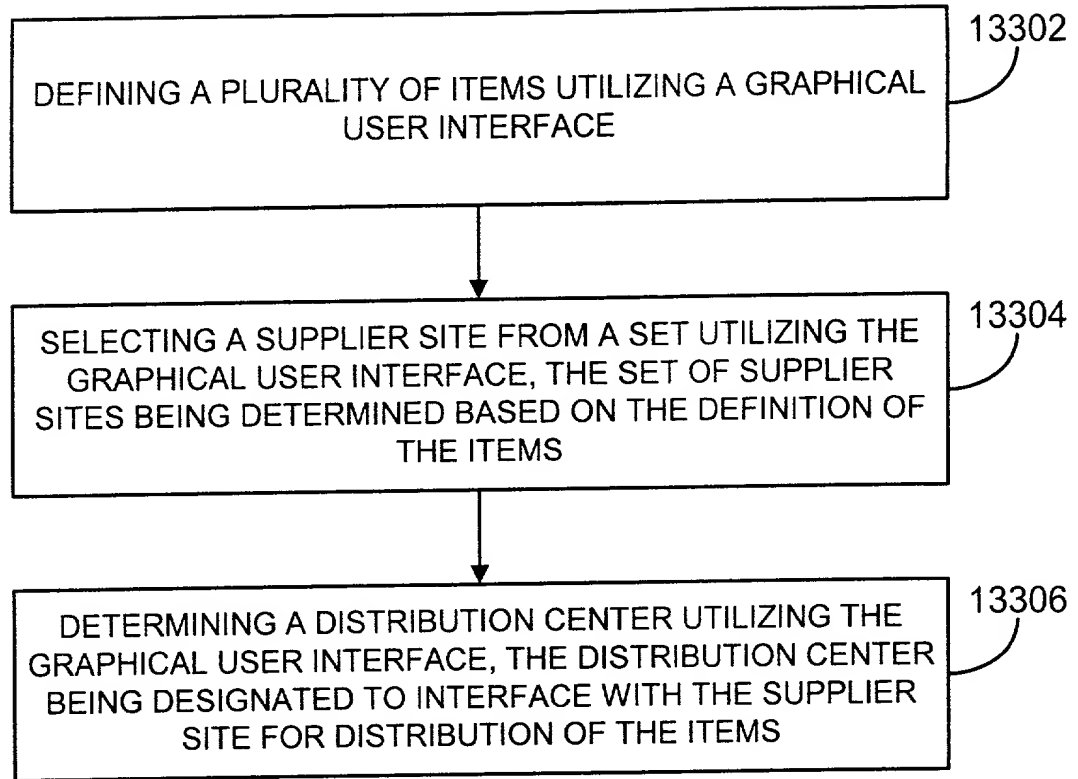 13302
DEFINING A PLURALITY OF ITEMS UTILIZING A GRAPHICAL
USER INTERFACE
13304
SELECTING A SUPPLIER SITE FROM A SET UTILIZING THE
GRAPHICAL USER INTERFACE, THE SET OF SUPPLIER
SITES BEING DETERMINED BASED ON THE DEFINITION OF
THE ITEMS
13306
DETERMINING A DISTRIBUTION CENTER UTILIZING THE
GRAPHICAL USER INTERFACE, THE DISTRIBUTION CENTER
BEING DESIGNATED TO INTERFACE WITH THE SUPPLIER
SITE FOR DISTRIBUTION OF THE ITEMS